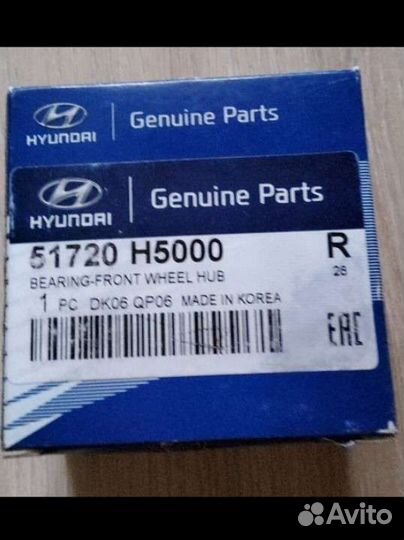 HYUNDAI
Genuine Parts
HYUNDAI
Genuine Parts
51720 H5000
R
BEARING-FRONT WHEEL HUB
26
1 PC DK06 QP06 MADE IN KOREA
EAC
Avito